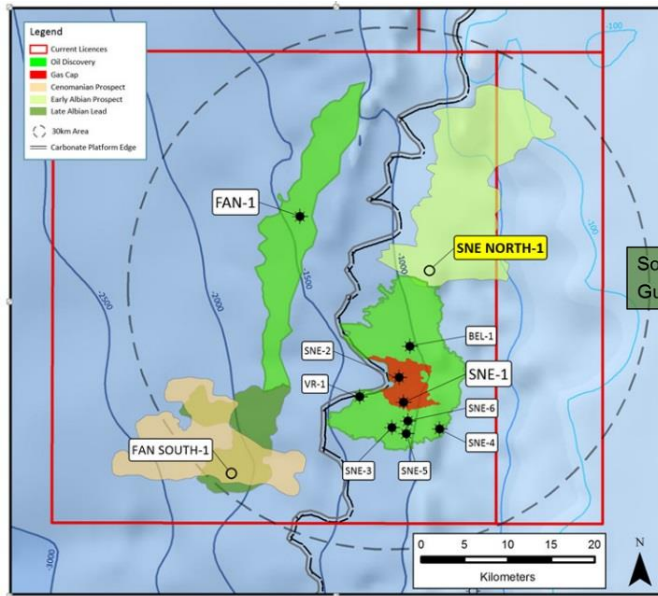 Legend
Current Licences
Oil Discovery
Gas Cap
Cenomanian Prospect
Early Albian Prospect
Late Albian Lead
30km Area
Carbonate Platform Edge
-100
FAN-1
SNE NORTH-1
-100
-1000
-1500
-2000
-2500
So
Gu
BEL-1
SNE-2
SNE-1
VR-1
SNE-6
SNE-4
FAN SOUTH-1
SNE-3
SNE-5
-3000
0 5 10 15 20
Kilometers
N